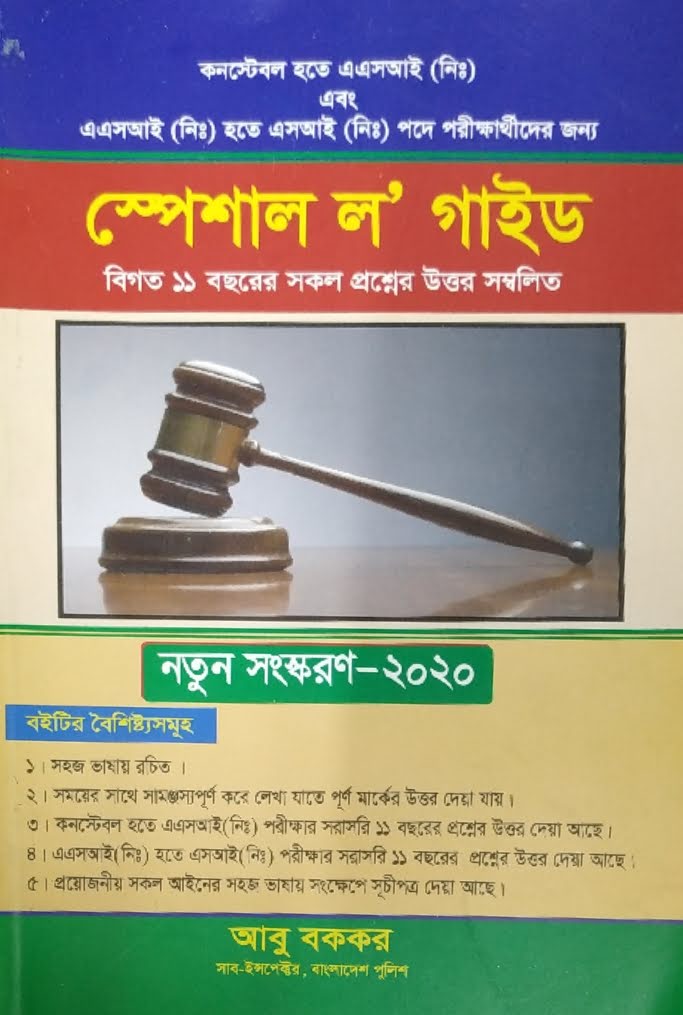 কনস্টেবল হতে এএসআই (নিঃ)
এবং
এএসআই (নিঃ) হতে এসআই (নিঃ) পদে পরীক্ষার্থীদের জন্য
স্পেশাল ল' গাইড
বিগত ১১ বছরের সকল প্রশ্নের উত্তর সম্বলিত
নতুন সংস্করণ-২০২০
বইটির বৈশিষ্ট্যসমূহ
১। সহজ ভাষায় রচিত ।
২। সময়ের সাথে সামঞ্জস্যপূর্ণ করে লেখা যাতে পূর্ণ মার্কের উত্তর দেয়া যায়।
৩। কনস্টেবল হতে এএসআই(নিঃ) পরীক্ষার সরাসরি ১১ বছরের প্রশ্নের উত্তর দেয়া আছে।
৪। এএসআই(নিঃ) হতে এসআই(নিঃ) পরীক্ষার সরাসরি ১১ বছরের প্রশ্নের উত্তর দেয়া আছে।
৫। প্রয়োজনীয় সকল আইনের সহজ ভাষায় সংক্ষেপে সূচীপত্র দেয়া আছে।
আবু বককর
সাব-ইন্সপেক্টর, বাংলাদেশ পুলিশ